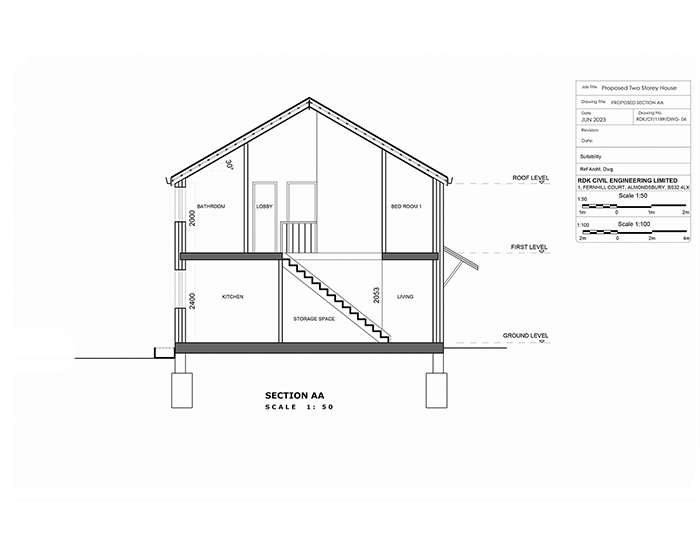 Job Title Proposed Two Storey House
Drawing Title PROPOSED SECTION AA
Date Drawing No.
JUN 2023 RDK/CP/1189/DWG- 06
Revision:
Date:
Suitability
Ref Archt. Dwg.
RDK CIVIL ENGINEERING LIMITED
1, FERNHILL COURT, ALMONDSBURY, BS32 4LX
Scale 1:50
1:50
1m 0 1m 2m
Scale 1:100
1:100
2m 0 2m 4m
30°
ROOF LEVEL
BATHROOM
LOBBY
BED ROOM 1
2000
FIRST LEVEL
2400
KITCHEN
2053
LIVING
STORAGE SPACE
GROUND LEVEL
SECTION AA
SCALE 1: 50